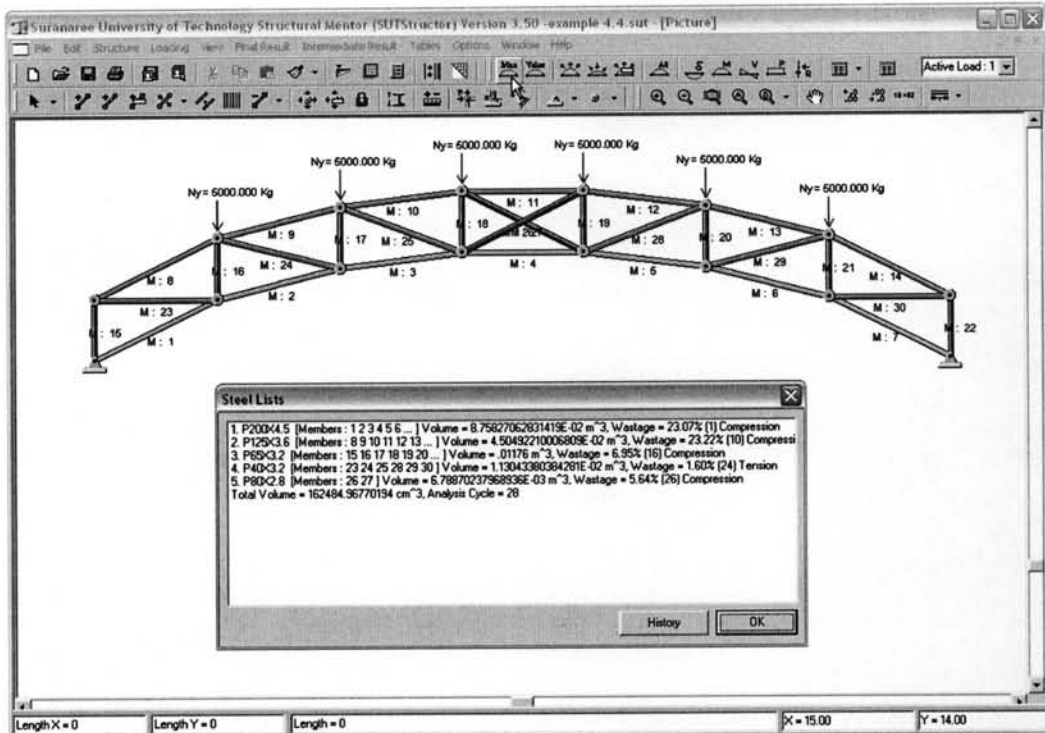 Suranaree University of Technology Structural Mentor (SUTStructor) Version 3.50 -example 4.4.sut - [Picture]
File Edit Structure Loading View Final Result Intermediate Result Tables Options Window Help
Max Value All M V P R Active Load : 1
Ny= 5000.000 Kg Ny= 5000.000 Kg
Ny= 5000.000 Kg Ny= 5000.000 Kg
Ny= 5000.000 Kg Ny= 5000.000 Kg
M : 11
M : 10 M : 12
M : 18 M : 19
M : 9 M : 17 M : 25 M : 28 M : 20 M : 13
M : 16 M : 24 M : 3 M : 4 M : 5 M : 29 M : 21
M : 8 M : 2 M : 6 M : 14
M : 23 M : 30
M : 15 M : 1 M : 7 M : 22
Steel Lists
1. P200X4.5 [Members : 1 2 3 4 5 6 ... ] Volume = 8.75827062831419E-02 m^3, Wastage = 23.07% (1) Compression
2. P125X3.6 [Members : 8 9 10 11 12 13 ... ] Volume = 4.50492210006809E-02 m^3, Wastage = 23.22% (10) Compressi
3. P65X3.2 [Members : 15 16 17 18 19 20 ... ] Volume = .01176 m^3, Wastage = 6.95% (16) Compression
4. P40X3.2 [Members : 23 24 25 28 29 30 ] Volume = 1.13043380384281E-02 m^3, Wastage = 1.60% (24) Tension
5. P80X2.8 [Members : 26 27 ] Volume = 6.78870237968936E-03 m^3, Wastage = 5.64% (26) Compression
Total Volume = 162484.96770194 cm^3, Analysis Cycle = 28
History OK
Length X = 0 Length Y = 0 Length = 0 X = 15.00 Y = 14.00